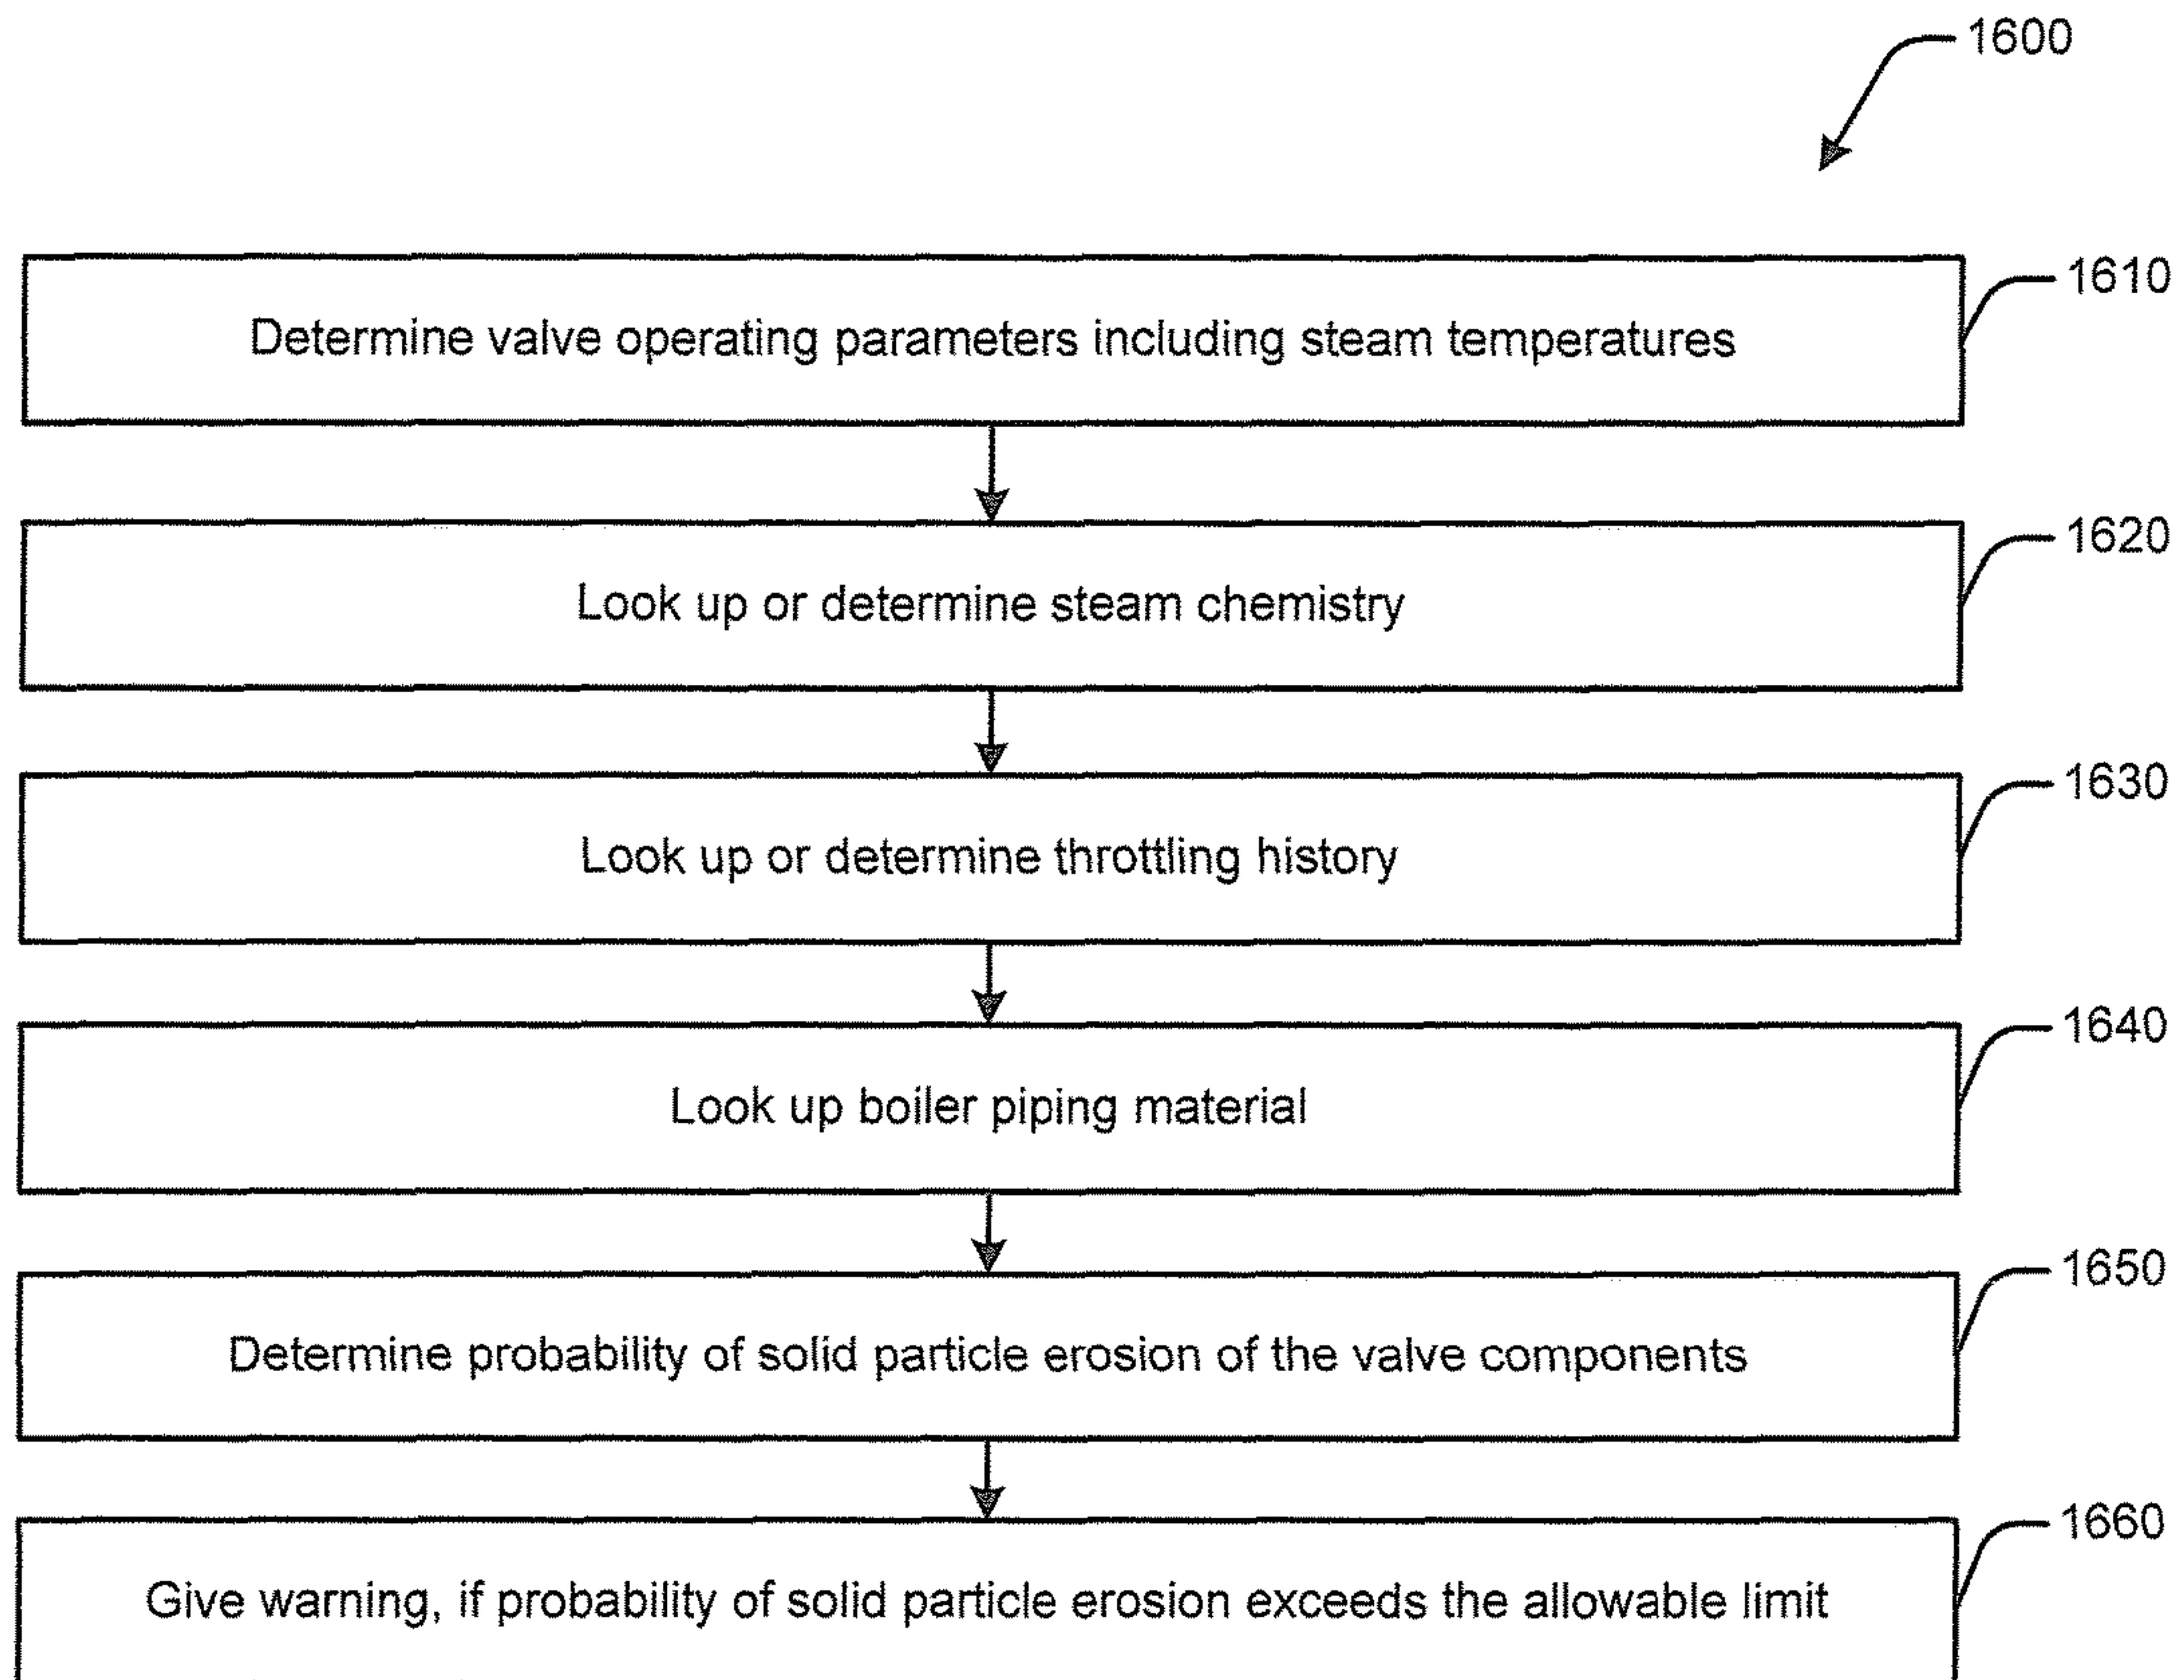 1600
Determine valve operating parameters including steam temperatures
1610
Look up or determine steam chemistry
1620
Look up or determine throttling history
1630
Look up boiler piping material
1640
Determine probability of solid particle erosion of the valve components
1650
Give warning, if probability of solid particle erosion exceeds the allowable limit
1660